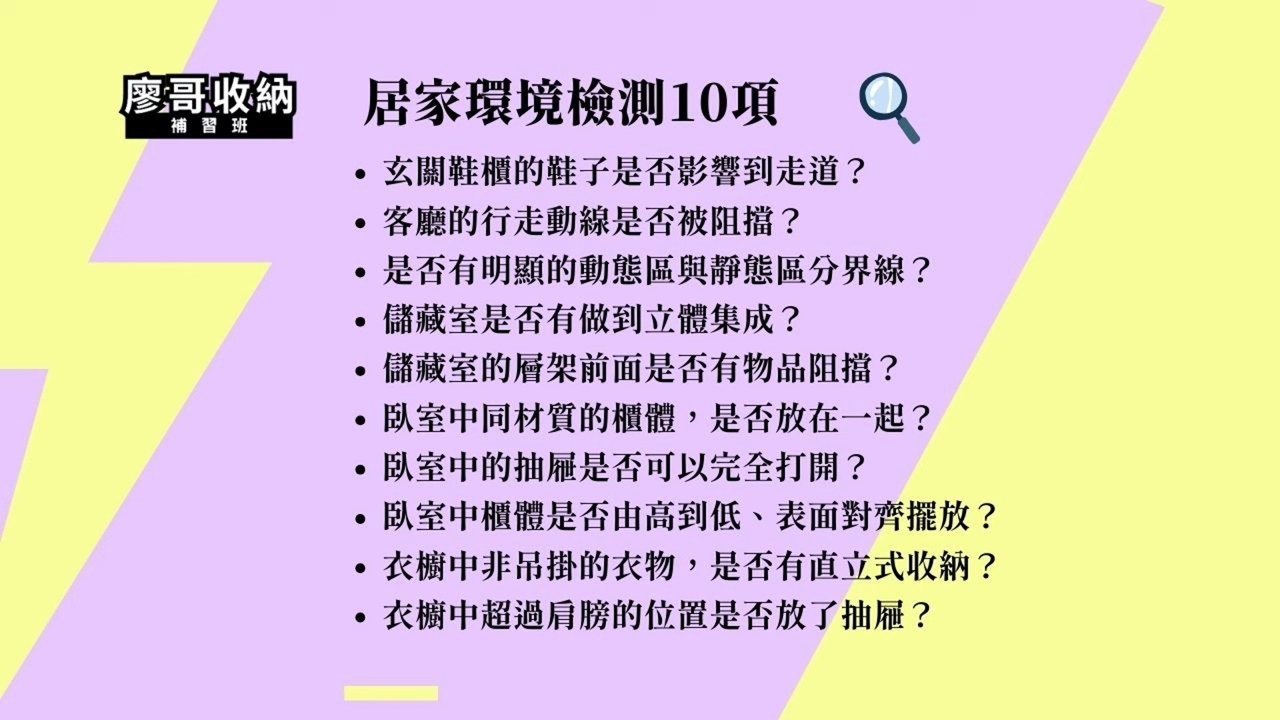 廖哥收納
補習班
居家環境檢測10項
• 玄關鞋櫃的鞋子是否影響到走道？
• 客廳的行走動線是否被阻擋？
• 是否有明顯的動態區與靜態區分界線？
• 儲藏室是否有做到立體集成？
• 儲藏室的層架前面是否有物品阻擋？
• 臥室中同材質的櫃體，是否放在一起？
• 臥室中的抽屜是否可以完全打開？
• 臥室中櫃體是否由高到低、表面對齊擺放？
• 衣櫥中非吊掛的衣物，是否有直立式收納？
• 衣櫥中超過肩膀的位置是否放了抽屜？